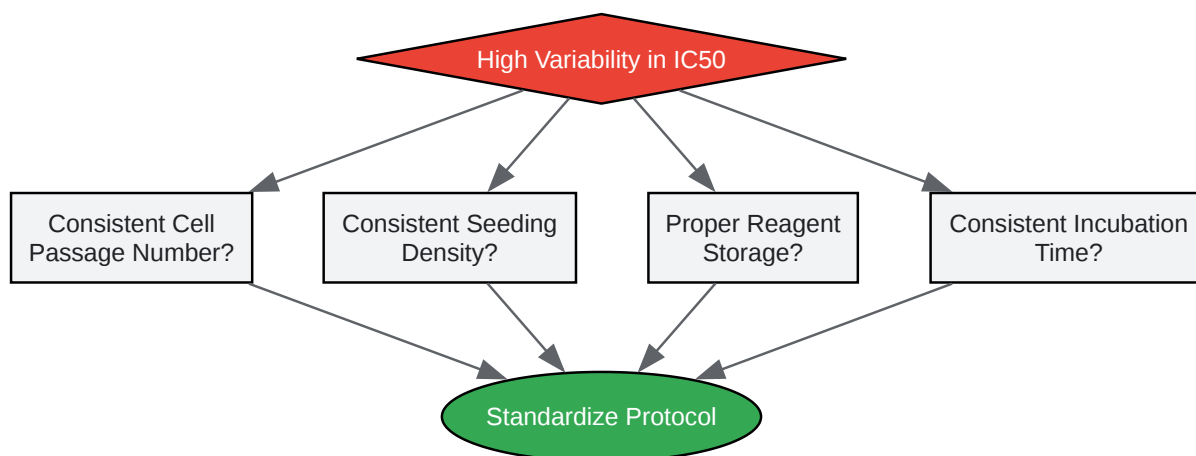 High Variability in IC50
Consistent Cell
Passage Number?
Consistent Seeding
Density?
Proper Reagent
Storage?
Consistent Incubation
Time?
Standardize Protocol